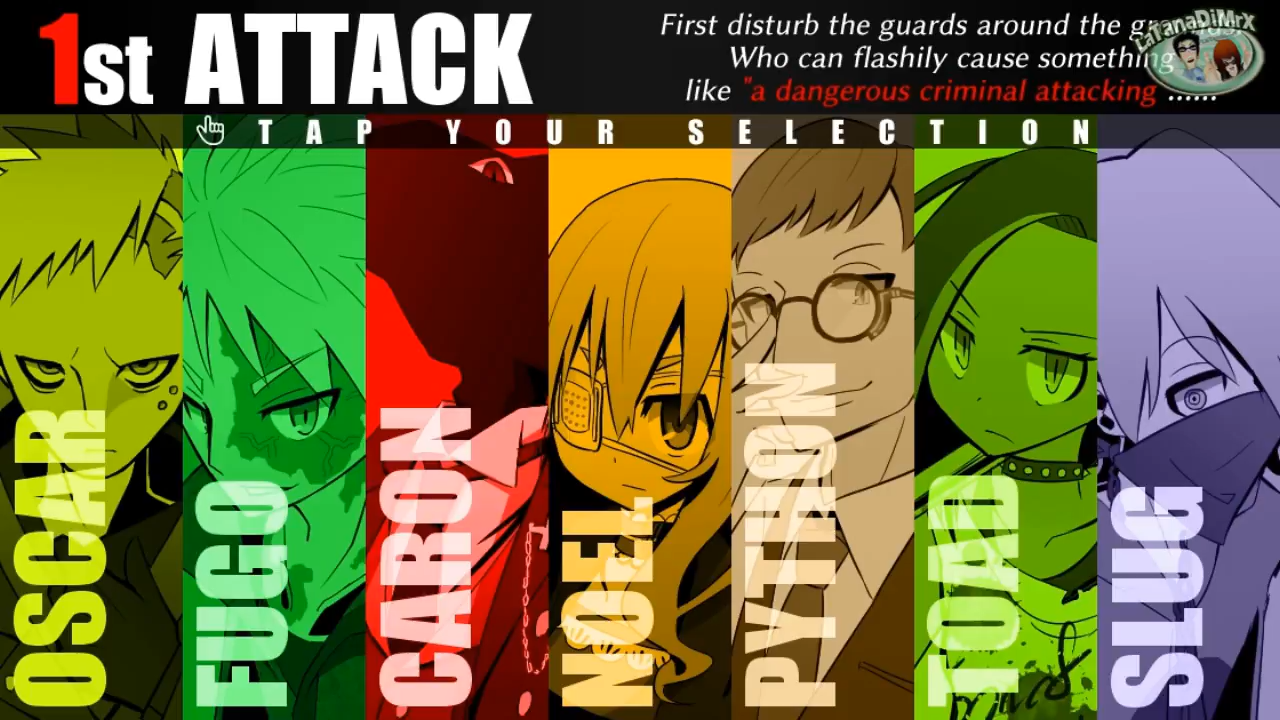 1st ATTACK
First disturb the guards around the
Who can flashily cause something
like "a dangerous criminal attacking ......
LaTanaDiMrX
TAP YOUR SELECTION
OSCAR
FUGO
CARON
NOEL
PYTHON
TOAD
SLUG